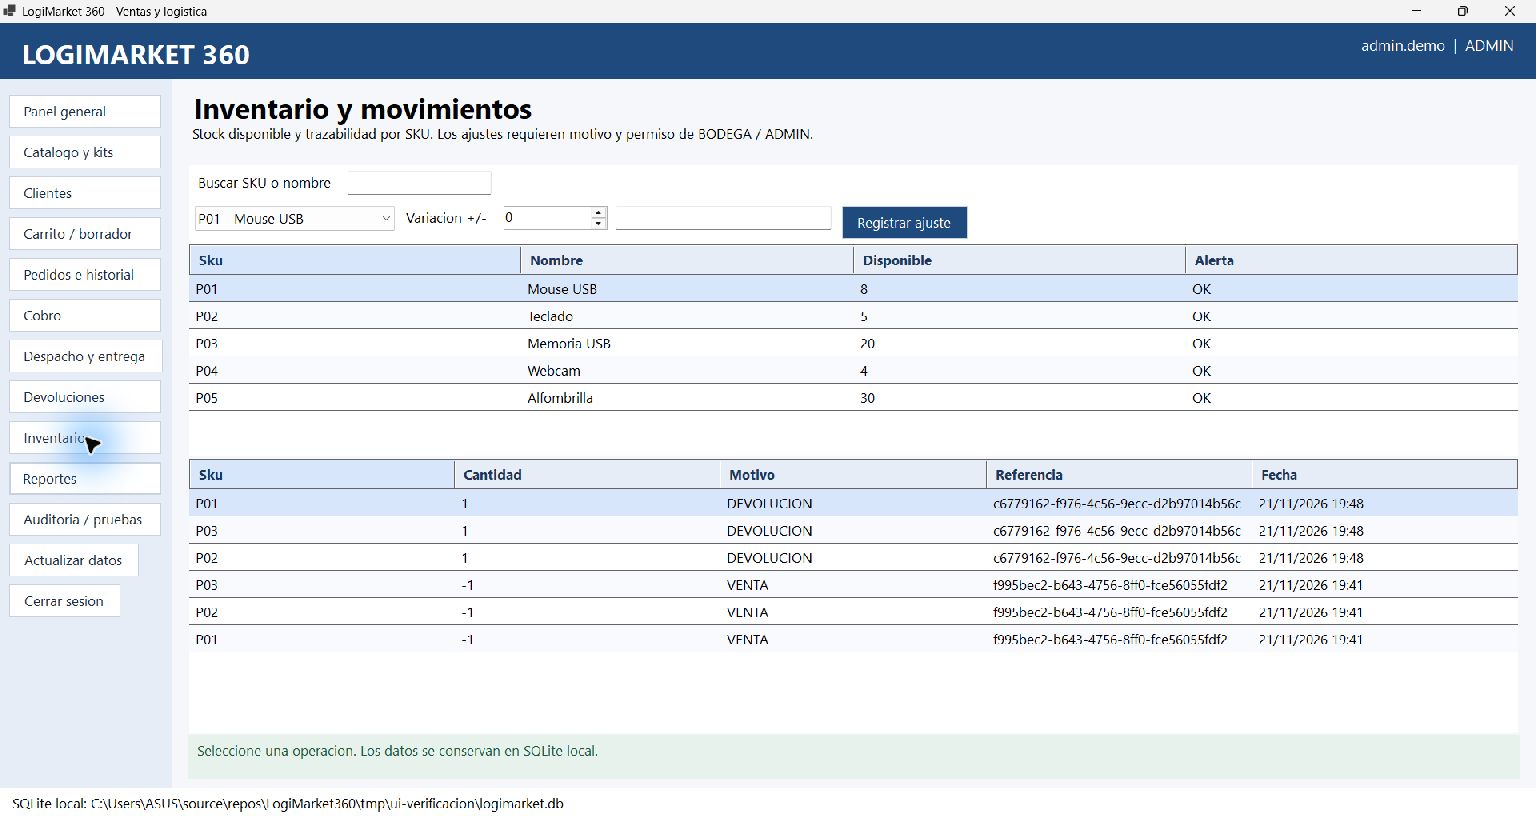 LogiMarket 360 Ventas y logistica
LOGIMARKET 360
admin.demo | ADMIN
Panel general
Catalogo y kits
Clientes
Carrito / borrador
Pedidos e historial
Cobro
Despacho y entrega
Devoluciones
Inventario
Reportes
Auditoria / pruebas
Actualizar datos
Cerrar sesion
Inventario y movimientos
Stock disponible y trazabilidad por SKU. Los ajustes requieren motivo y permiso de BODEGA / ADMIN.
Buscar SKU o nombre
P01 Mouse USB Variacion +/- 0 Registrar ajuste
Sku Nombre Disponible Alerta
P01 Mouse USB 8 OK
P02 Teclado 5 OK
P03 Memoria USB 20 OK
P04 Webcam 4 OK
P05 Alfombrilla 30 OK
Sku Cantidad Motivo Referencia Fecha
P01 1 DEVOLUCION c6779162-f976-4c56-9ecc-d2b97014b56c 21/11/2026 19:48
P03 1 DEVOLUCION c6779162-f976-4c56-9ecc-d2b97014b56c 21/11/2026 19:48
P02 1 DEVOLUCION c6779162-f976-4c56-9ecc-d2b97014b56c 21/11/2026 19:48
P03 -1 VENTA f995bec2-b643-4756-8ff0-fce56055fdf2 21/11/2026 19:41
P02 -1 VENTA f995bec2-b643-4756-8ff0-fce56055fdf2 21/11/2026 19:41
P01 -1 VENTA f995bec2-b643-4756-8ff0-fce56055fdf2 21/11/2026 19:41
Seleccione una operacion. Los datos se conservan en SQLite local.
SQLite local: C:\Users\ASUS\source\repos\LogiMarket360\tmp\ui-verificacion\logimarket.db